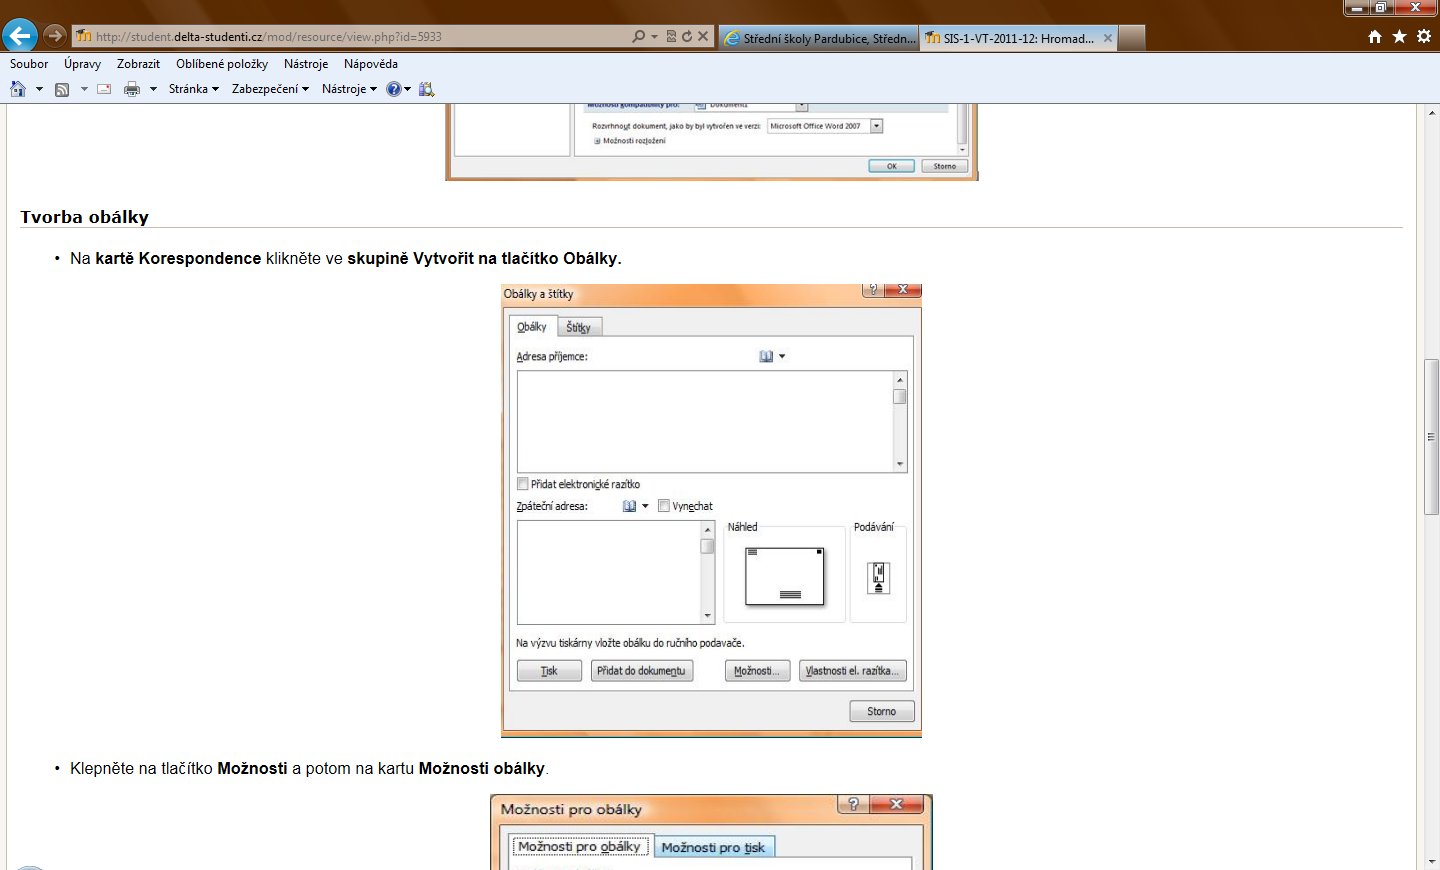 http://student.delta-studenti.cz/mod/resource/view.php?id=5933
Střední školy Pardubice, Středn...
SIS-1-VT-2011-12: Hromad...
Soubor Úpravy Zobrazit Oblíbené položky Nástroje Nápověda
Stránka Zabezpečení Nástroje
Možnosti kompatibility pro: Dokument2
Rozvrhnout dokument, jako by byl vytvořen ve verzi: Microsoft Office Word 2007
Možnosti rozložení
OK Storno
Tvorba obálky
• Na kartě Korespondence klikněte ve skupině Vytvořit na tlačítko Obálky.
Obálky a štítky
Obálky Štítky
Adresa příjemce:
Přidat elektronické razítko
Zpáteční adresa: Vynechat
Náhled Podávání
Na výzvu tiskárny vložte obálku do ručního podavače.
Tisk Přidat do dokumentu Možnosti... Vlastnosti el. razítka...
Storno
• Klepněte na tlačítko Možnosti a potom na kartu Možnosti obálky.
Možnosti pro obálky
Možnosti pro obálky Možnosti pro tisk